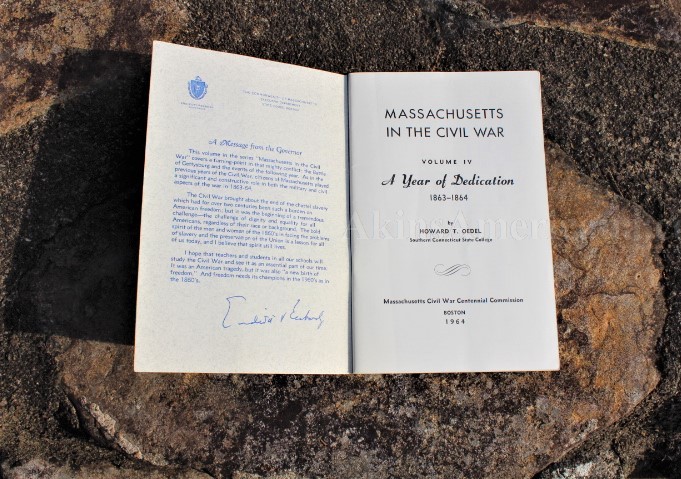 A Message from the Governor
This volume in the series "Massachusetts in the Civil
War" covers a turning point in that mighty conflict, the Battle
of Gettysburg and the events of the following year. As in the
previous years of the Civil War, citizens of Massachusetts played
a significant and constructive role in both the military and civil
aspects of the war in 1863-64.
The Civil War brought about the end of the chattel slavery
which had for over two centuries been such a blemish on
American freedom; but it was the beginning of a tremendous
challenge—the challenge of dignity and equality for all
Americans, regardless of their race or background. The bold
spirit of the men and women of the 1860's in facing the problems
of slavery and the preservation of the Union is a lesson for all
of us today, and I believe that spirit still lives.
I hope that teachers and students in all our schools will
study the Civil War and see it as an essential part of our time.
It was an American tragedy, but it was also "a new birth of
freedom." And freedom needs its champions in the 1960's as in
the 1860's.
MASSACHUSETTS
IN THE CIVIL WAR
VOLUME IV
A Year of Dedication
1863–1864
by
HOWARD T. OEDEL
Southern Connecticut State College
Massachusetts Civil War Centennial Commission
BOSTON
1964